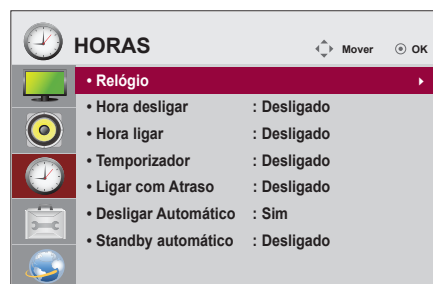 HORAS
Mover OK
• Relógio
• Hora desligar : Desligado
• Hora ligar : Desligado
• Temporizador : Desligado
• Ligar com Atraso : Desligado
• Desligar Automático : Sim
• Standby automático : Desligado